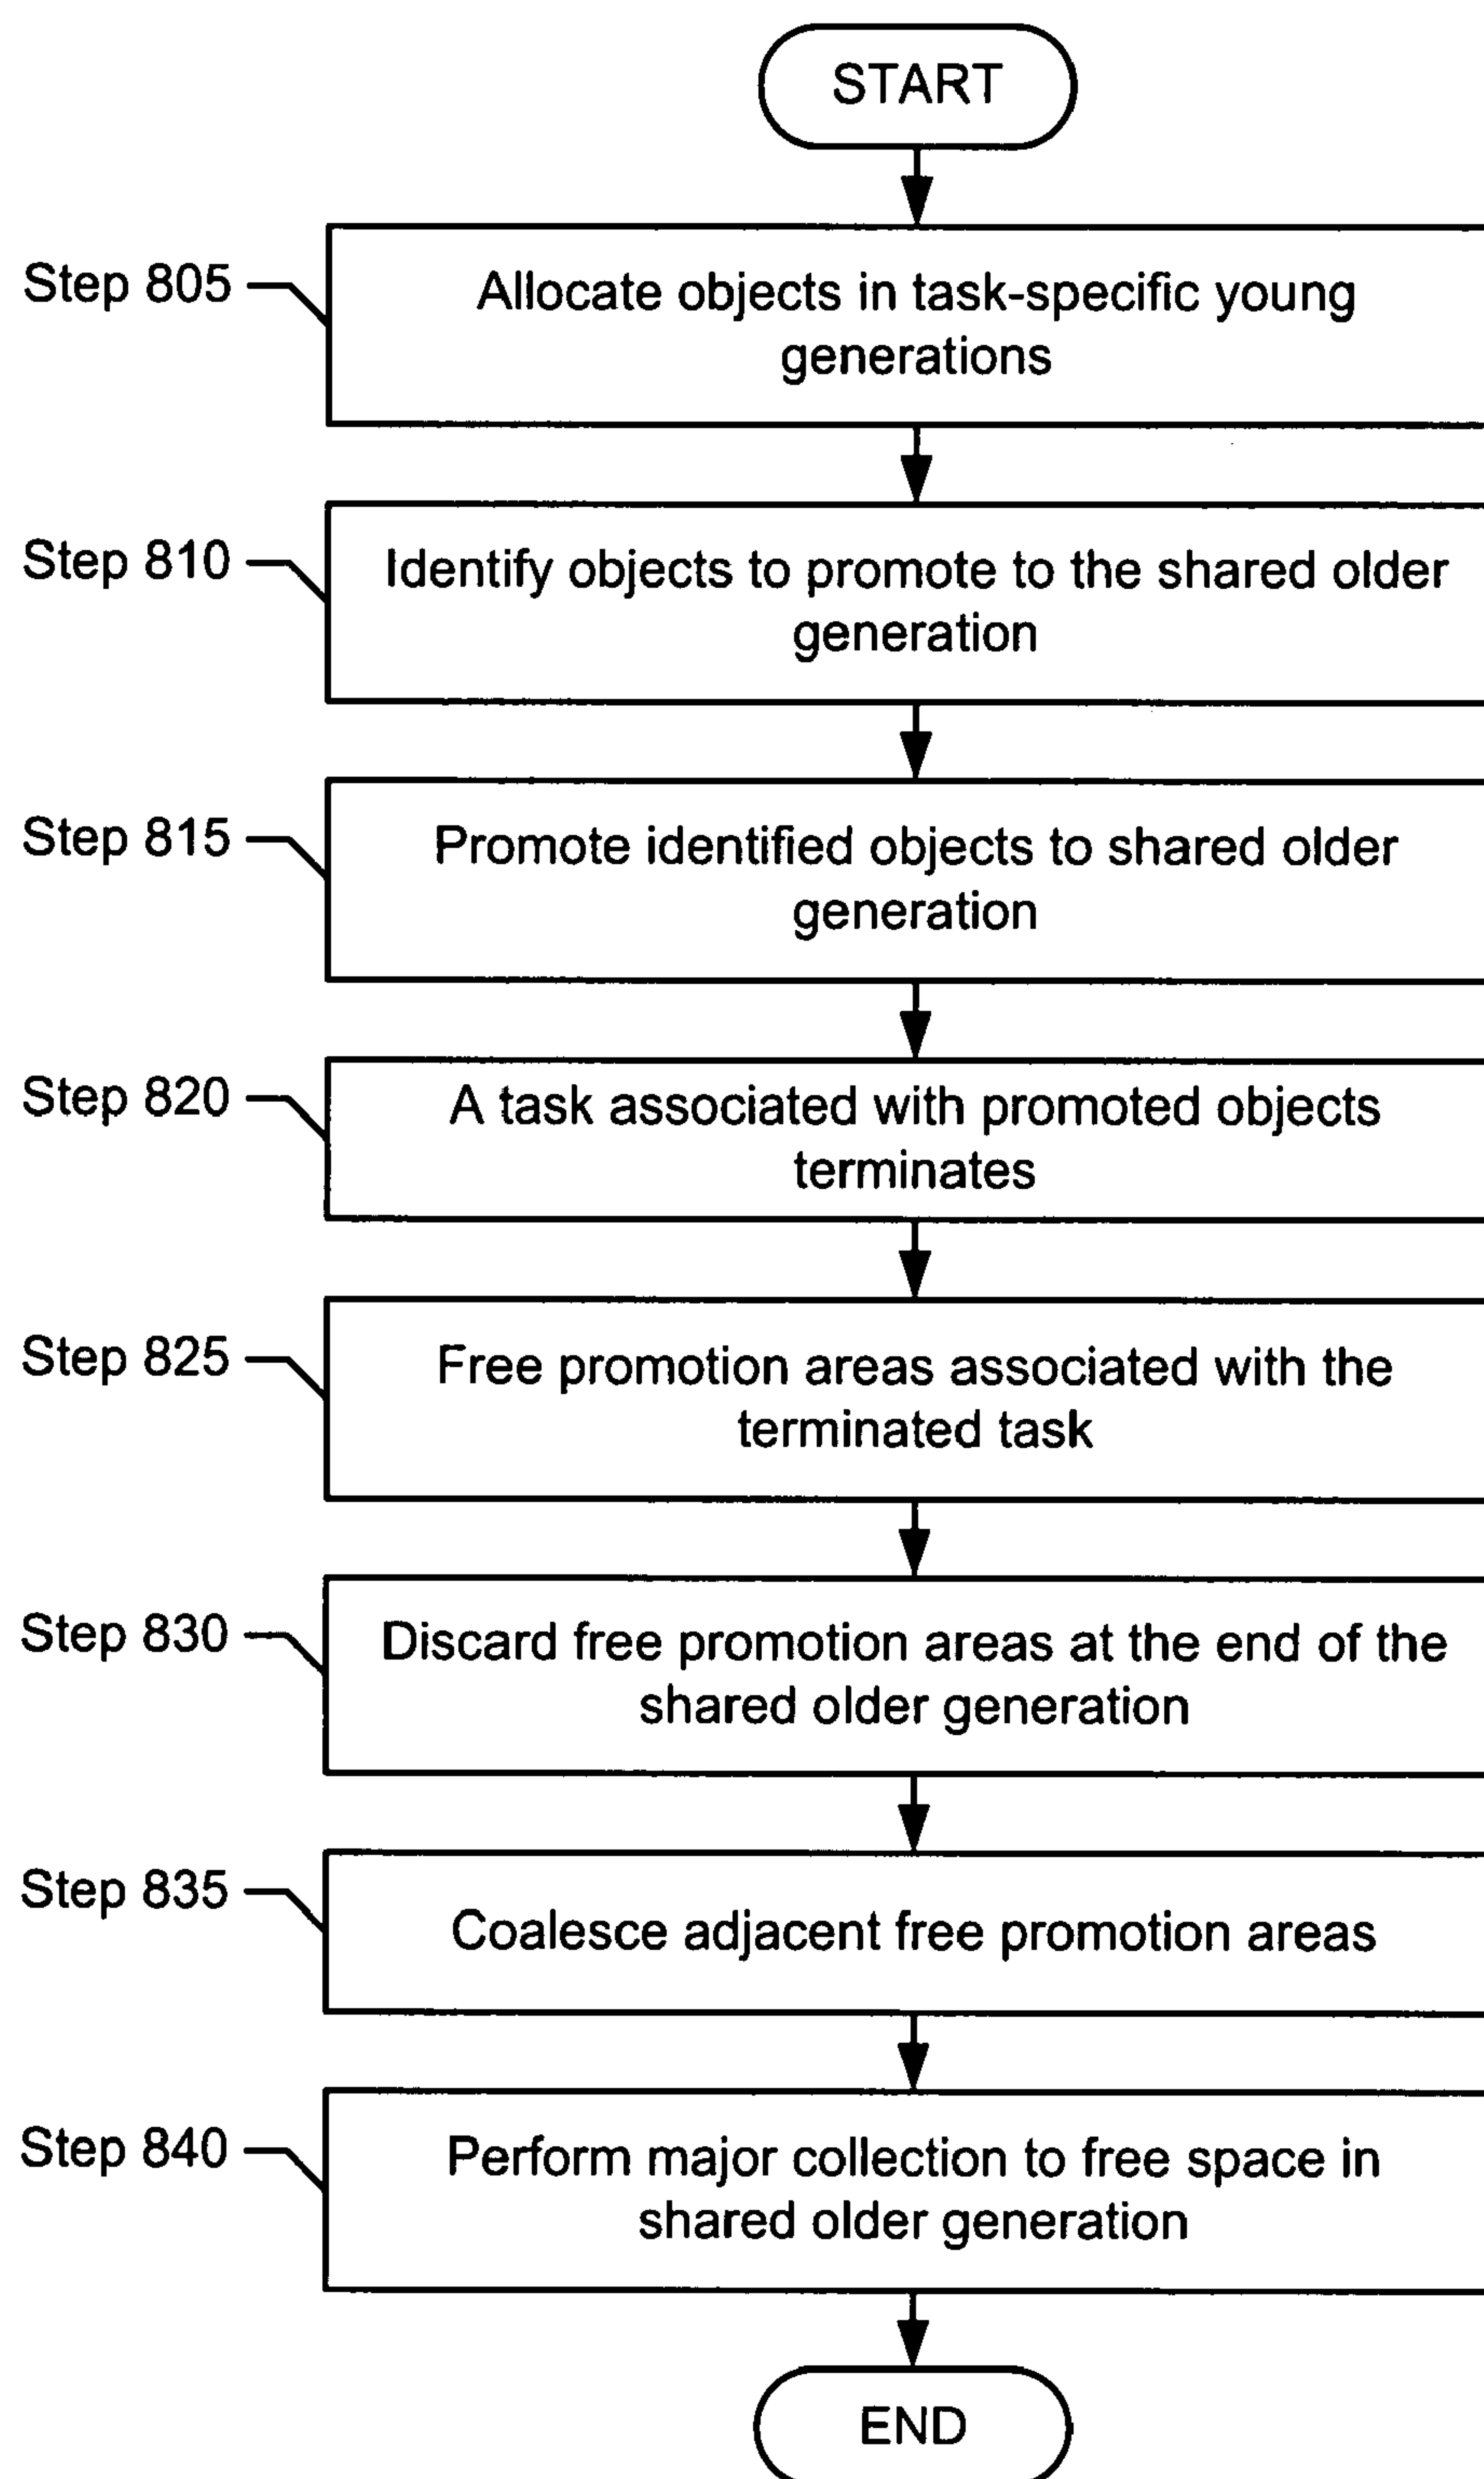 START
Step 805
Allocate objects in task-specific young
generations
Step 810
Identify objects to promote to the shared older
generation
Step 815
Promote identified objects to shared older
generation
Step 820
A task associated with promoted objects
terminates
Step 825
Free promotion areas associated with the
terminated task
Step 830
Discard free promotion areas at the end of the
shared older generation
Step 835
Coalesce adjacent free promotion areas
Step 840
Perform major collection to free space in
shared older generation
END